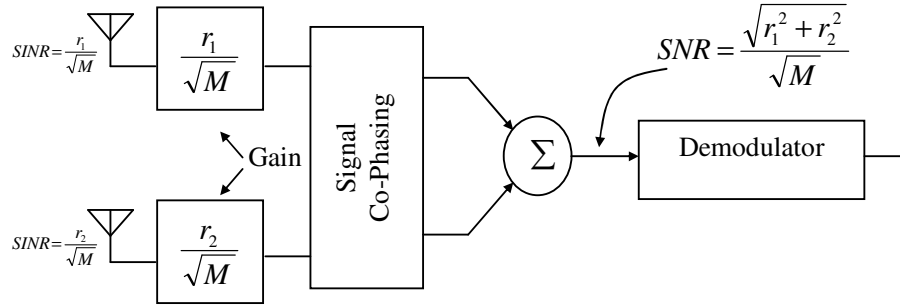 SINR = r₁/√M
r₁/√M
Signal Co-Phasing
SNR = √(r₁² + r₂²)/√M
Gain
Σ
Demodulator
SINR = r₂/√M
r₂/√M